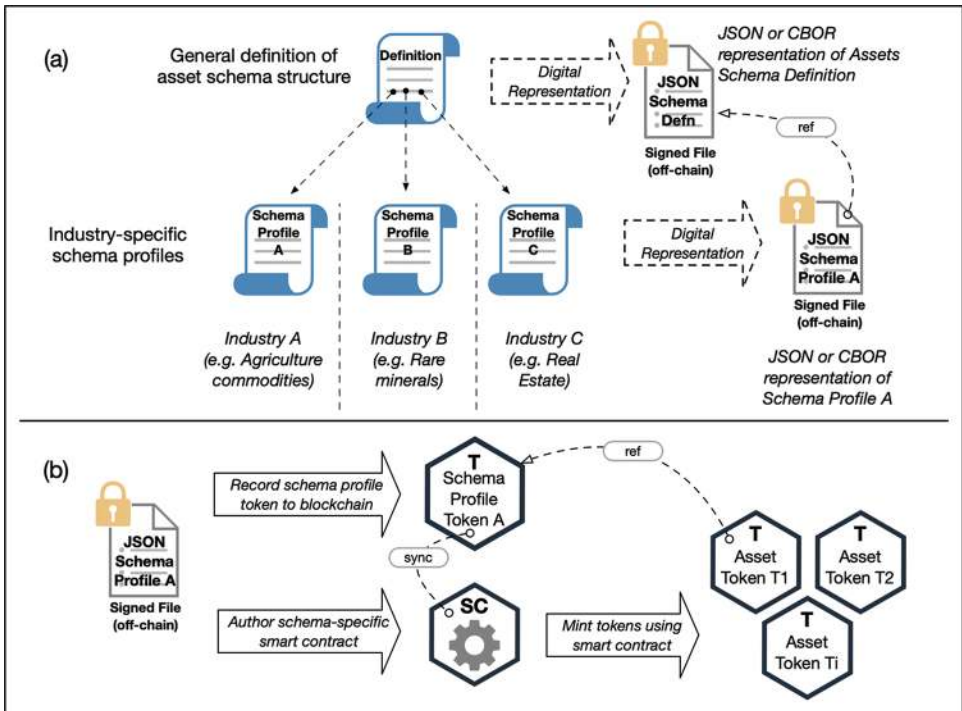 (a)
General definition of
asset schema structure
Definition
Digital
Representation
JSON
Schema
Defn
Signed File
(off-chain)
JSON or CBOR
representation of Assets
Schema Definition
ref
Industry-specific
schema profiles
Schema
Profile
A
Schema
Profile
B
Schema
Profile
C
Digital
Representation
JSON
Schema
Profile A
Signed File
(off-chain)
Industry A
(e.g. Agriculture
commodities)
Industry B
(e.g. Rare
minerals)
Industry C
(e.g. Real
Estate)
JSON or CBOR
representation of
Schema Profile A
(b)
JSON
Schema
Profile A
Signed File
(off-chain)
Record schema profile
token to blockchain
T
Schema
Profile
Token A
ref
sync
Author schema-specific
smart contract
SC
Mint tokens using
smart contract
T
Asset
Token T1
T
Asset
Token T2
T
Asset
Token Ti